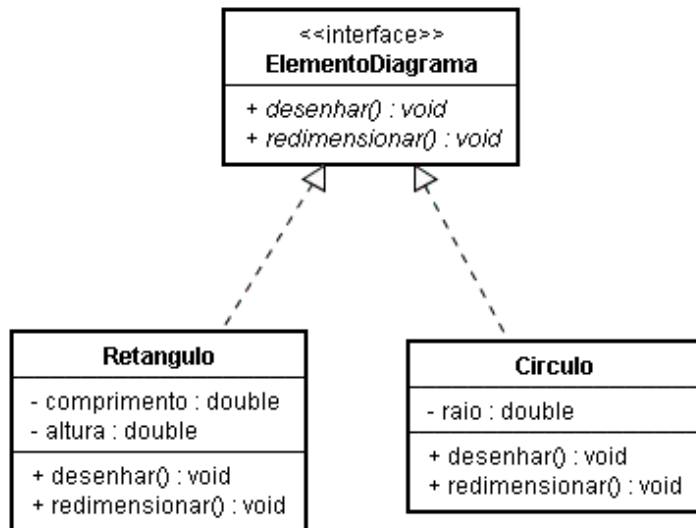 <<interface>>
ElementoDiagrama
+ desenhar() : void
+ redimensionar() : void
Retangulo
- comprimento : double
- altura : double
+ desenhar() : void
+ redimensionar() : void
Circulo
- raio : double
+ desenhar() : void
+ redimensionar() : void